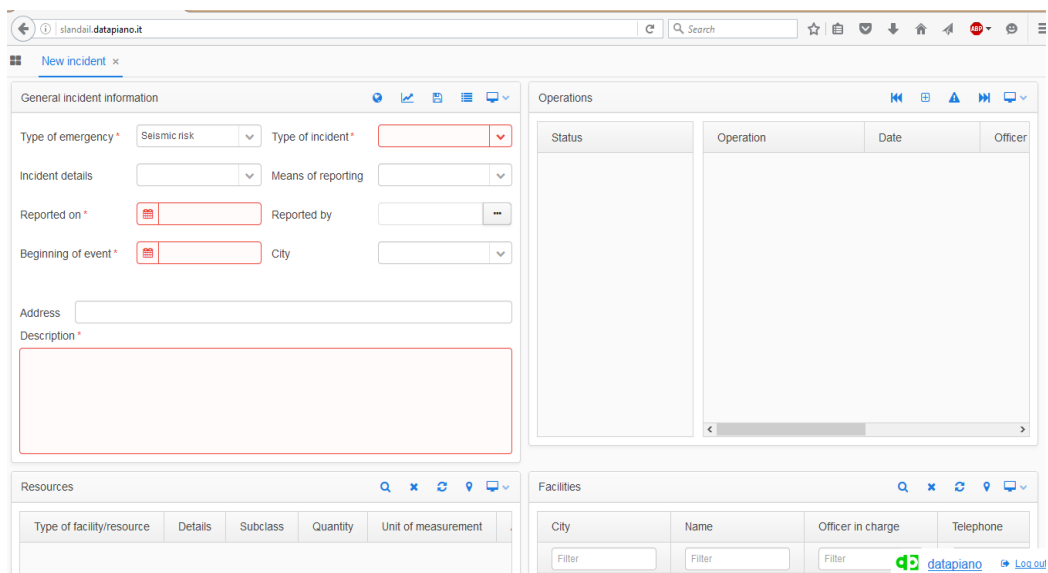 slandail.datapiano.it
Search
ABP
New incident ×
General incident information
Type of emergency * Seismic risk Type of incident *
Incident details Means of reporting
Reported on * Reported by ...
Beginning of event * City
Address
Description *
Operations
Status Operation Date Officer
Resources
Type of facility/resource Details Subclass Quantity Unit of measurement
Facilities
City Name Officer in charge Telephone
Filter Filter Filter
dp datapiano Log out